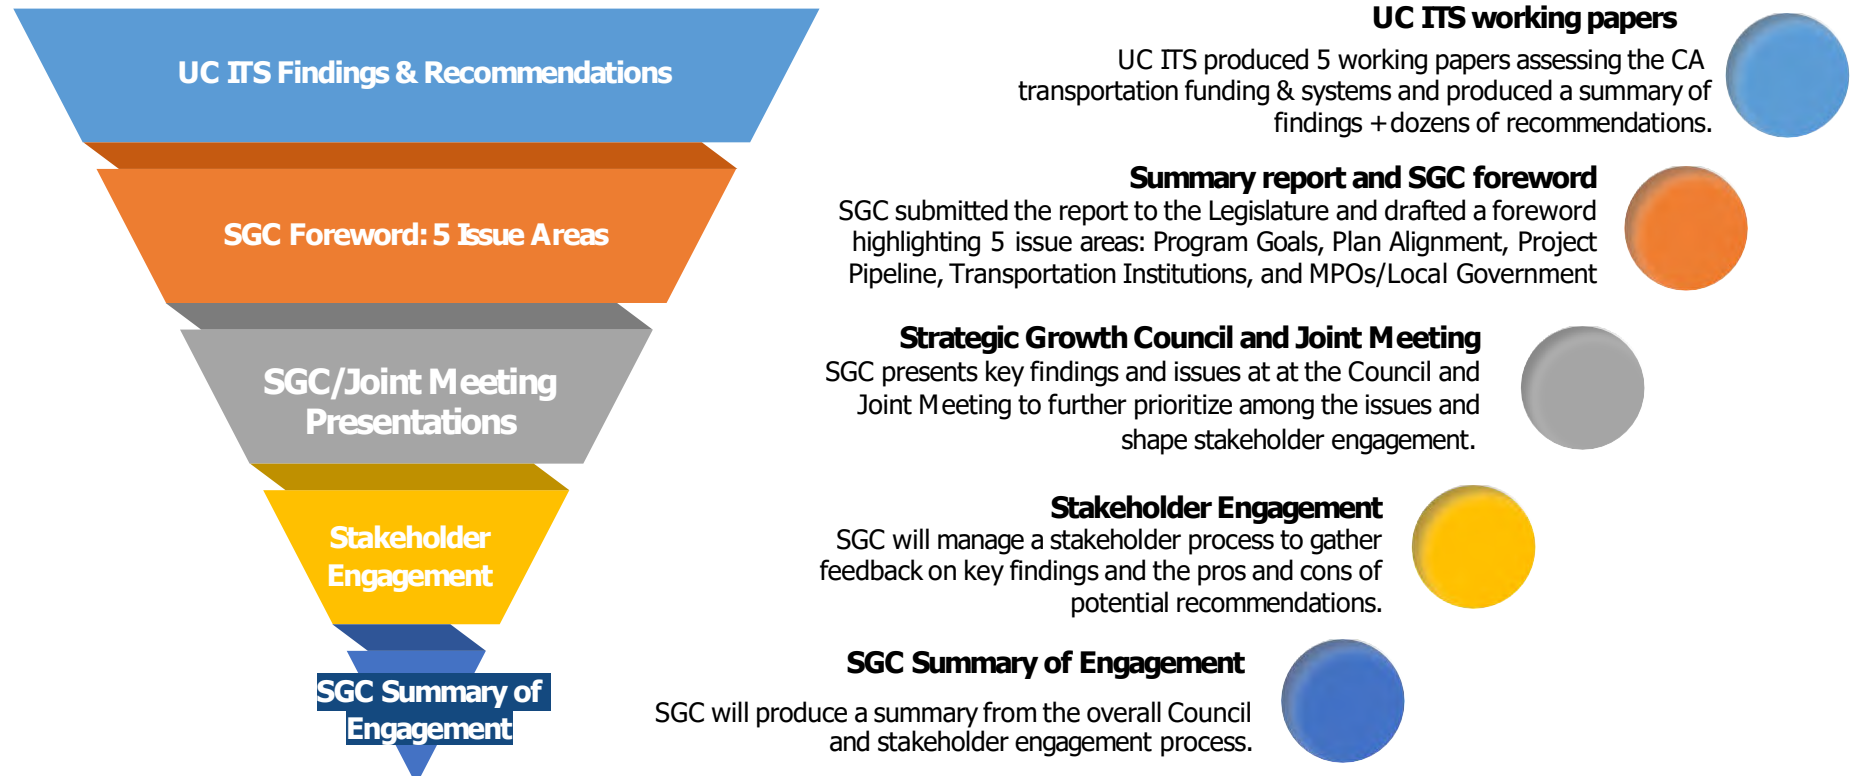 UC ITS Findings & Recommendations
SGC Foreword: 5 Issue Areas
SGC/Joint Meeting
Presentations
Stakeholder
Engagement
SGC Summary of
Engagement
UC ITS working papers
UC ITS produced 5 working papers assessing the CA
transportation funding & systems and produced a summary of
findings + dozens of recommendations.
Summary report and SGC foreword
SGC submitted the report to the Legislature and drafted a foreword
highlighting 5 issue areas: Program Goals, Plan Alignment, Project
Pipeline, Transportation Institutions, and MPOs/Local Government
Strategic Growth Council and Joint Meeting
SGC presents key findings and issues at at the Council and
Joint Meeting to further prioritize among the issues and
shape stakeholder engagement.
Stakeholder Engagement
SGC will manage a stakeholder process to gather
feedback on key findings and the pros and cons of
potential recommendations.
SGC Summary of Engagement
SGC will produce a summary from the overall Council
and stakeholder engagement process.